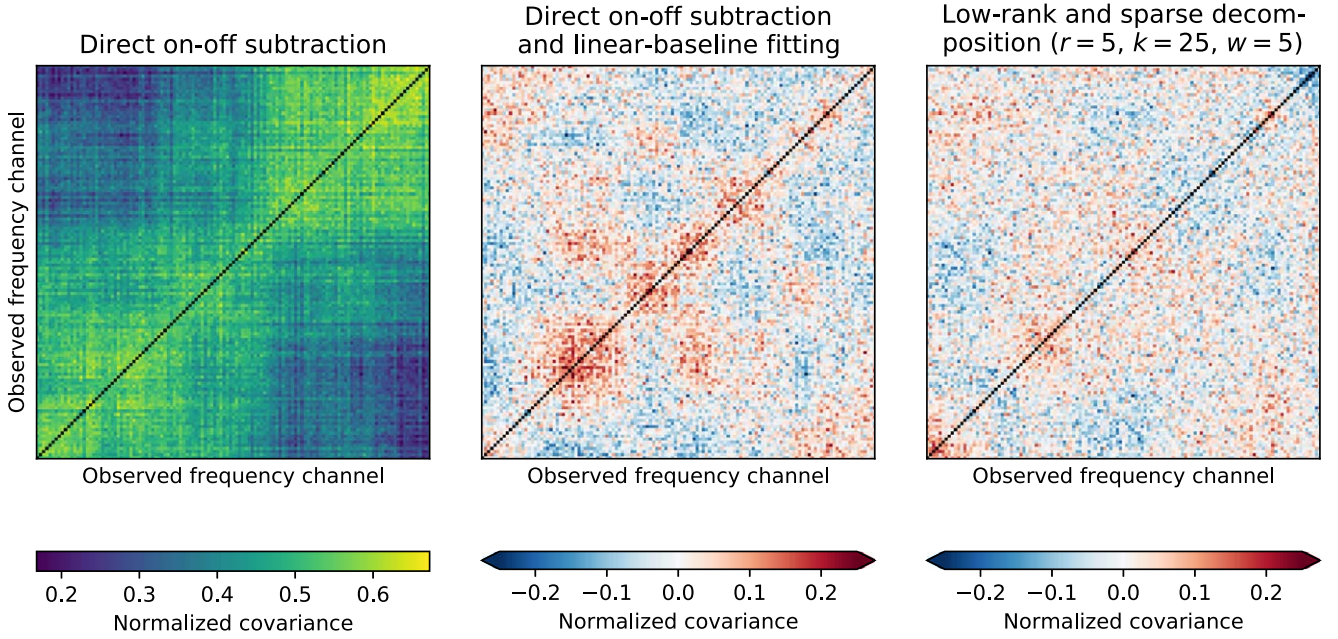 Direct on-off subtraction
Direct on-off subtraction
and linear-baseline fitting
Low-rank and sparse decom-
position (r = 5, k = 25, w = 5)
Observed frequency channel
Observed frequency channel
Observed frequency channel
Observed frequency channel
0.2 0.3 0.4 0.5 0.6
Normalized covariance
−0.2 −0.1 0.0 0.1 0.2
Normalized covariance
−0.2 −0.1 0.0 0.1 0.2
Normalized covariance